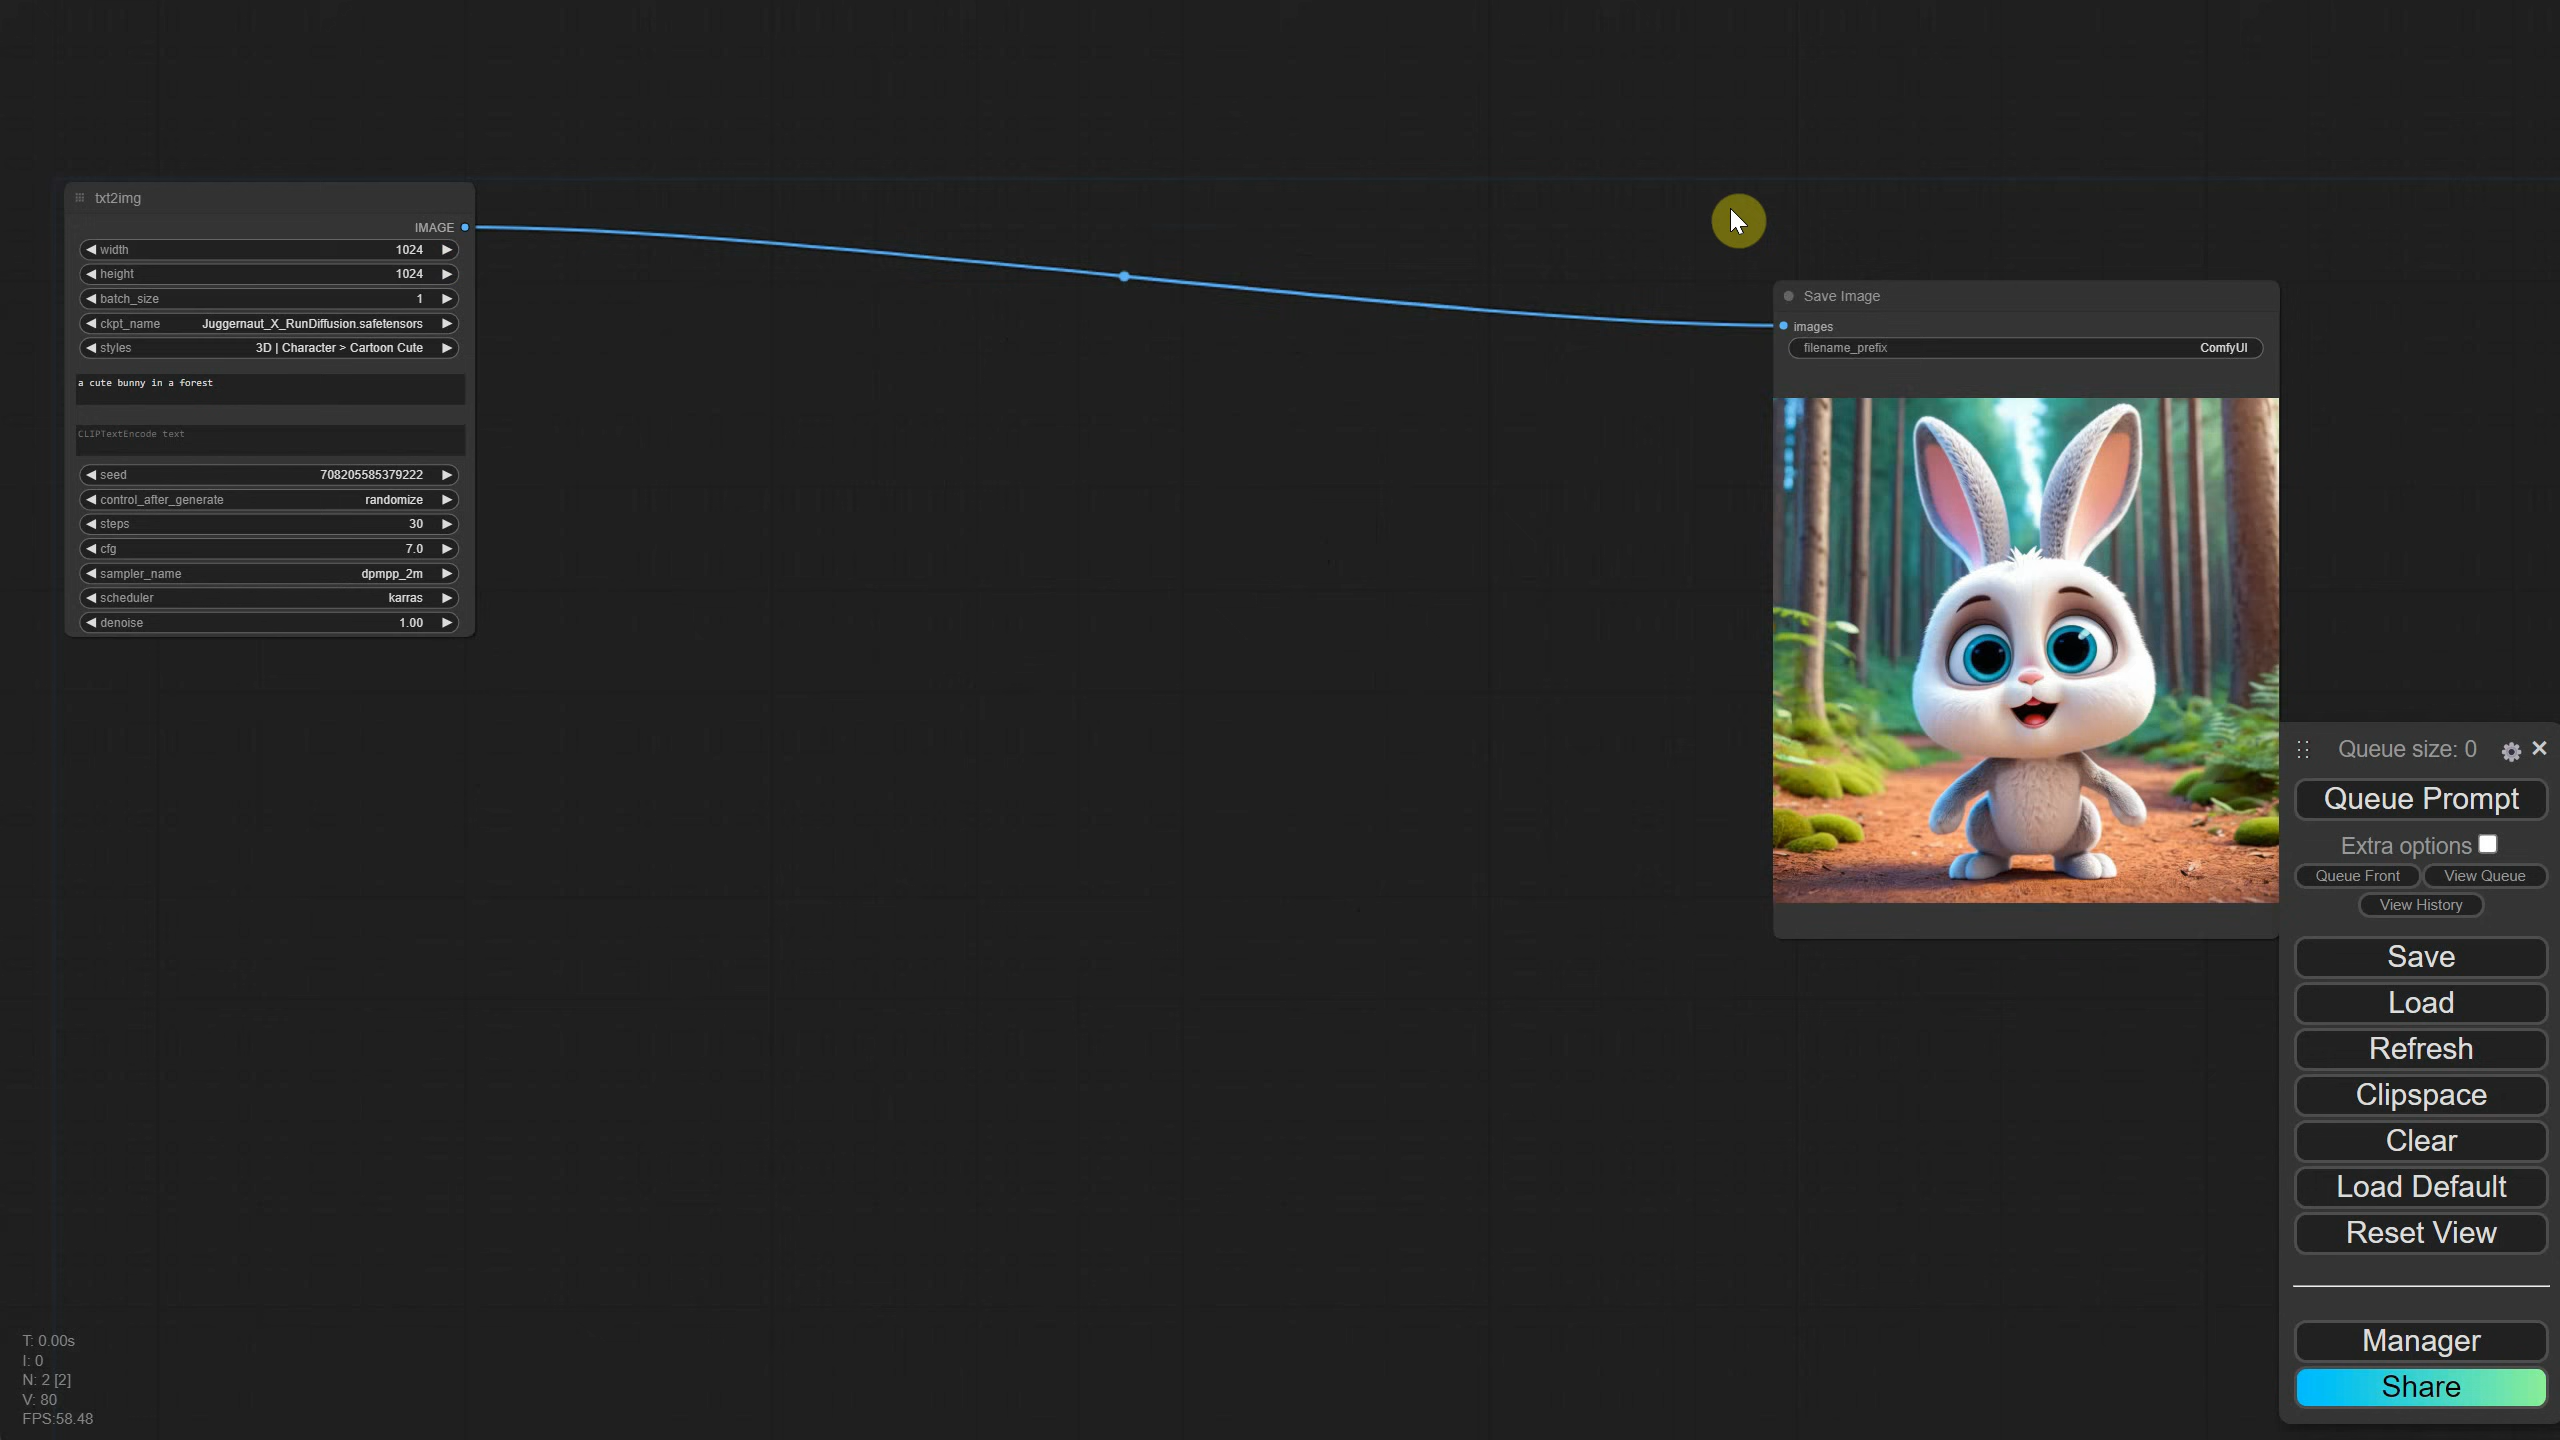 txt2img
IMAGE
width 1024
height 1024
batch_size 1
ckpt_name Juggernaut_X_RunDiffusion.safetensors
styles 3D | Character > Cartoon Cute
a cute bunny in a forest
CLIPTextEncode text
seed 708205585379222
control_after_generate randomize
steps 30
cfg 7.0
sampler_name dpmpp_2m
scheduler karras
denoise 1.00
Save Image
images
filename_prefix ComfyUI
Queue size: 0
Queue Prompt
Extra options
Queue Front View Queue
View History
Save
Load
Refresh
Clipspace
Clear
Load Default
Reset View
Manager
Share
T: 0.00s
I: 0
N: 2 [2]
V: 80
FPS:58.48